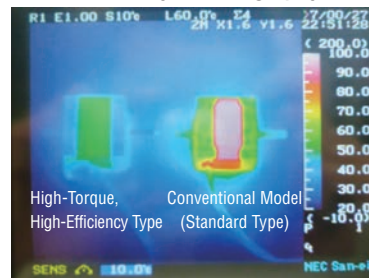 R1 E1.00 S10°c L60.0°c Σ4 '7/00/27
2M X1.6 Y1.6 22:51:28
( 200.0)
100.0
90.0
80.0
70.0
60.0
50.0
40.0
30.0
20.0
( -10.0)
P 1
High-Torque,
High-Efficiency Type
Conventional Model
(Standard Type)
SENS 10.0°c
NEC San-ei